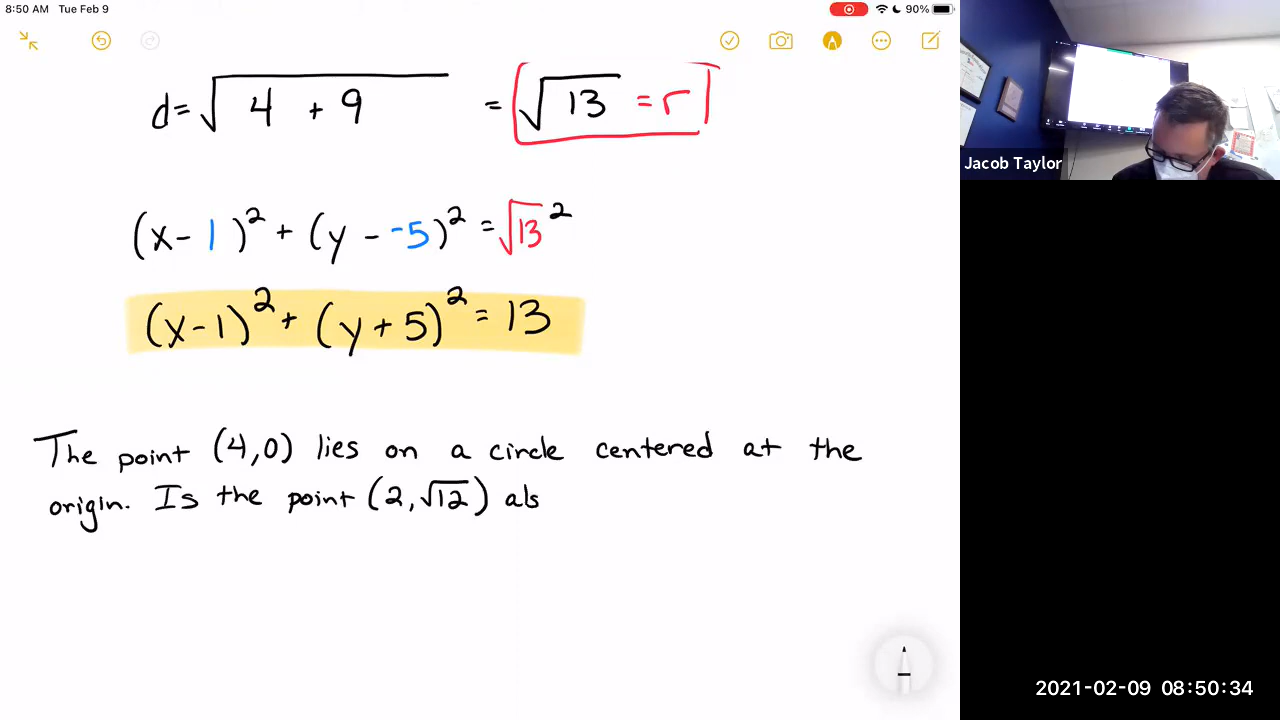 8:50 AM Tue Feb 9
90%
d = √4 + 9 = √13 = r
(x - 1)² + (y - -5)² = √13²
(x - 1)² + (y + 5)² = 13
The point (4,0) lies on a circle centered at the
origin. Is the point (2, √12) als
Jacob Taylor
2021-02-09 08:50:34